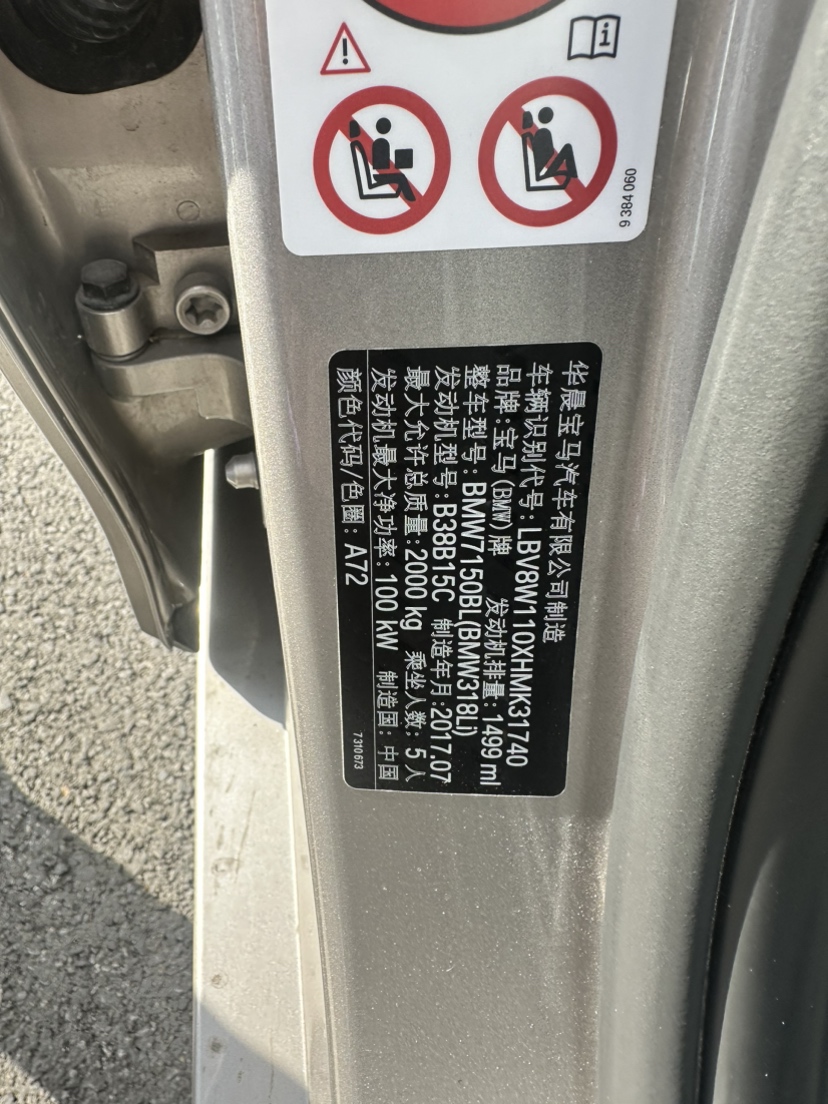 9 384 060
华晨宝马汽车有限公司制造
车辆识别代号: LBV8W110XHMK31740
品牌: 宝马(BMW)牌 发动机排量: 1499 ml
整车型号: BMW7150BL(BMW318Li)
发动机型号: B38B15C 制造年月: 2017.07
最大允许总质量: 2000 kg 乘坐人数: 5 人
发动机最大净功率: 100 kW 制造国: 中国
颜色代码/色圈: A72
7 310 673